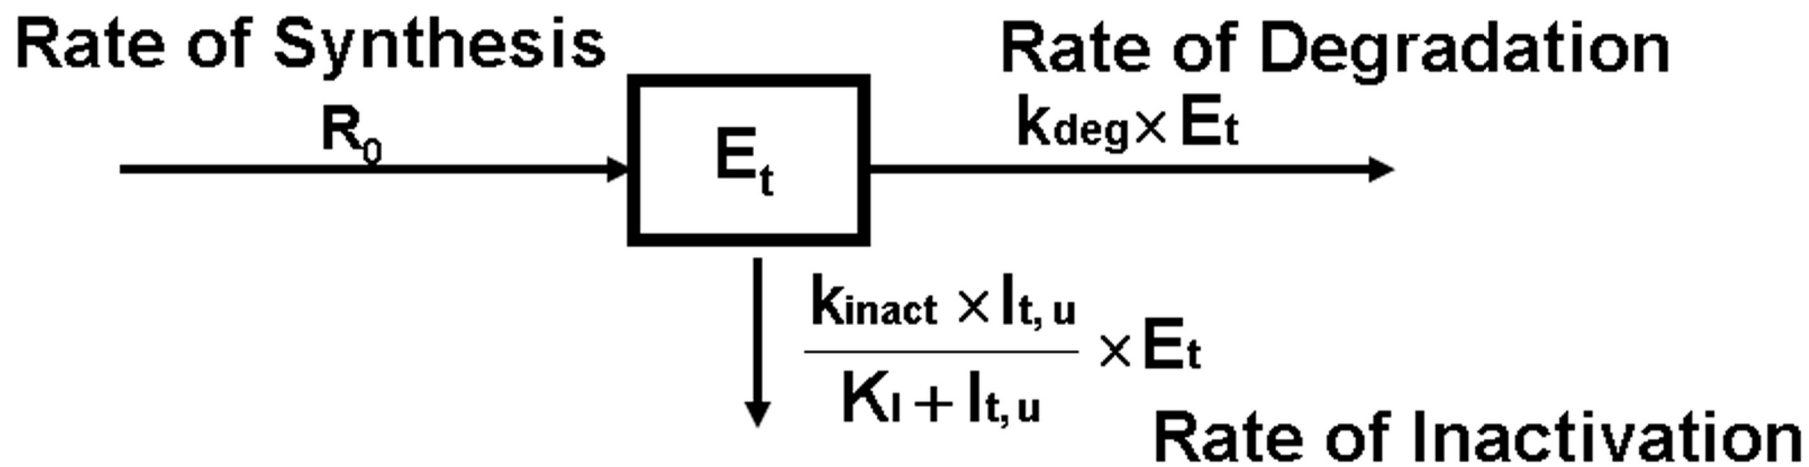 Rate of Synthesis
R₀
Eₜ
Rate of Degradation
kdeg × Et
kinact × It, u
KI + It, u
× Et
Rate of Inactivation